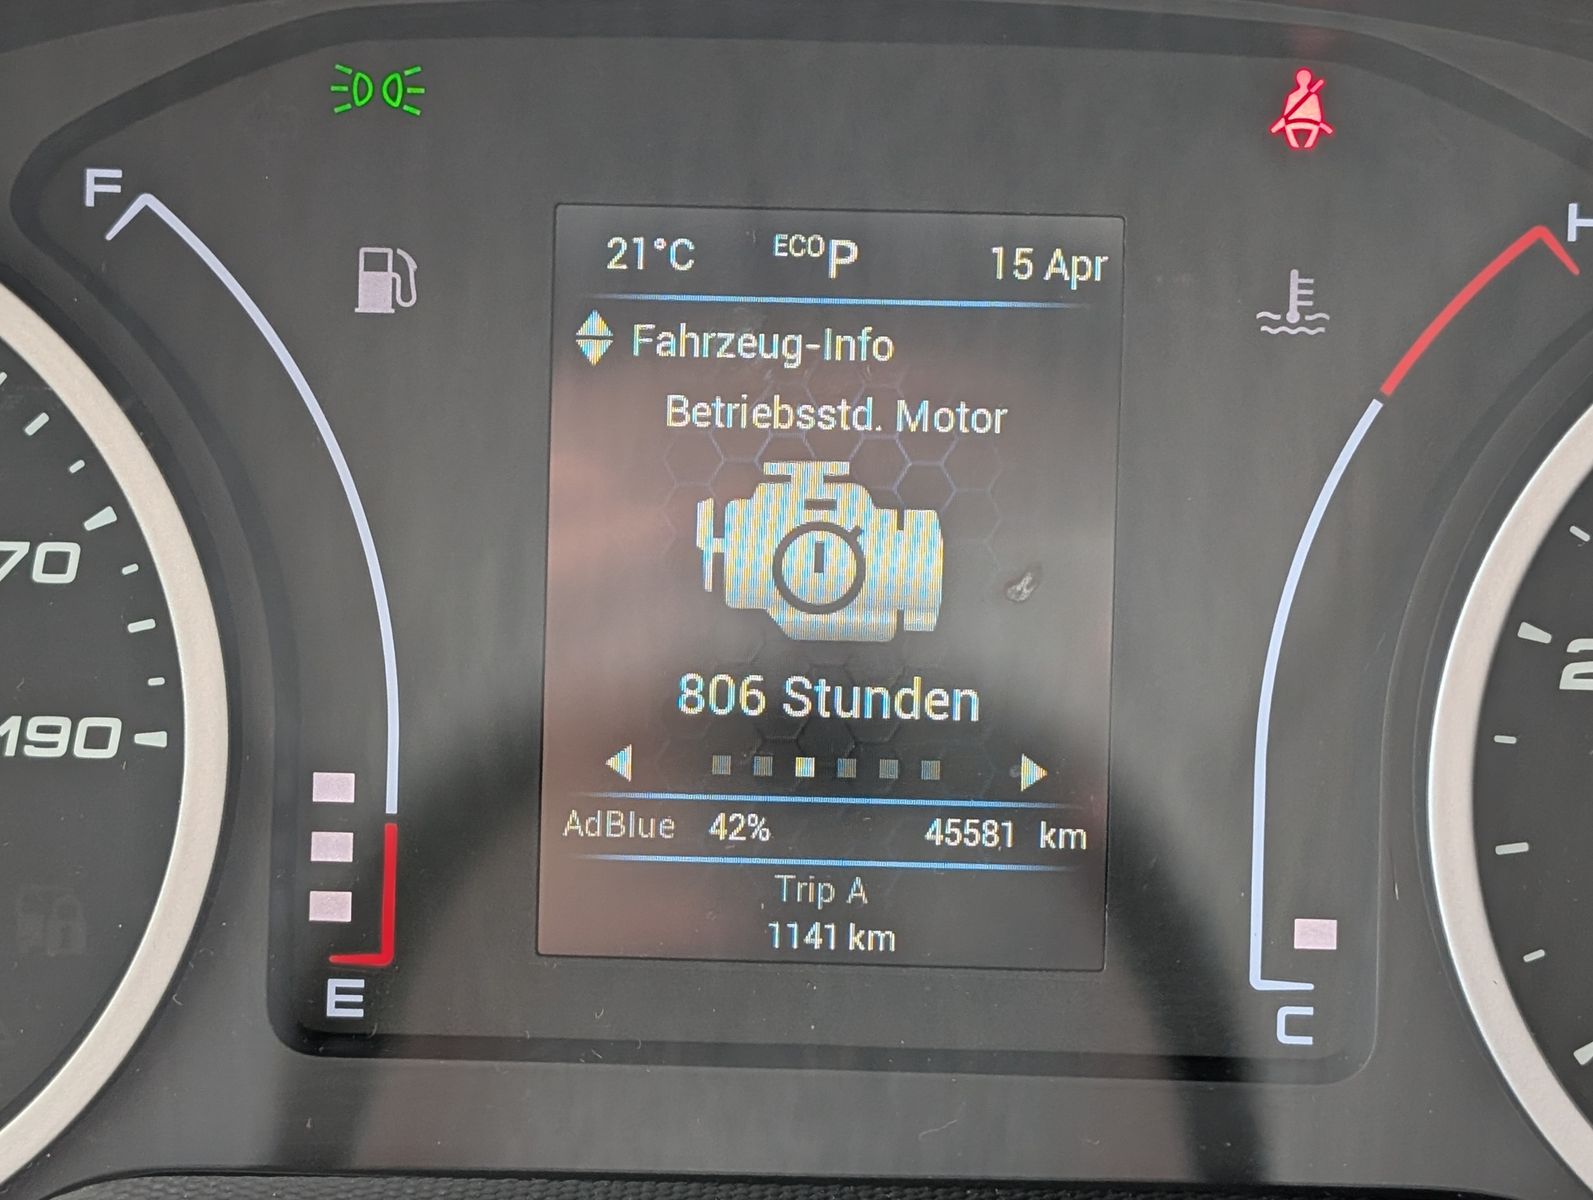 F
21°C ECO P 15 Apr
Fahrzeug-Info
Betriebsstd. Motor
70
190
806 Stunden
AdBlue 42% 45581 km
Trip A
1141 km
E
H
2
C